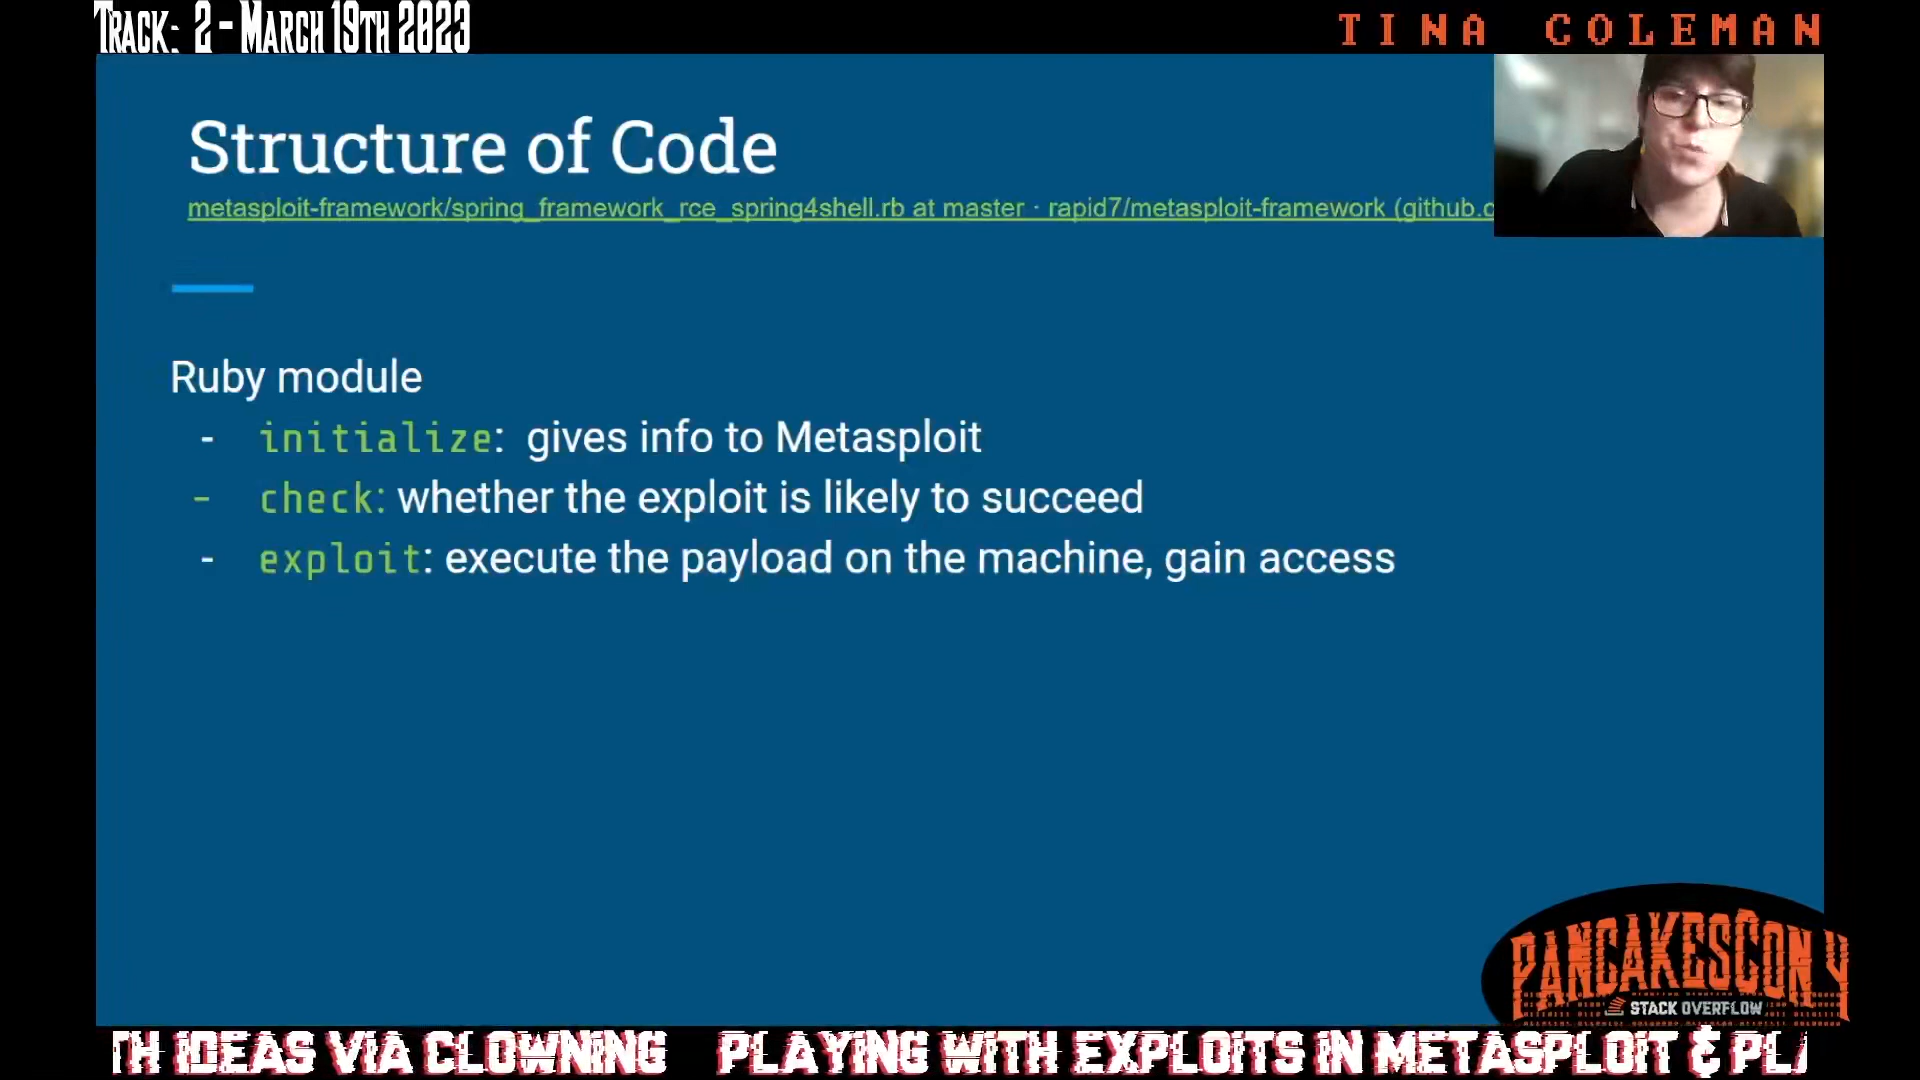 Track: 2 - March 19th 2023
TINA COLEMAN
Structure of Code
metasploit-framework/spring_framework_rce_spring4shell.rb at master · rapid7/metasploit-framework (github.c
Ruby module
- initialize: gives info to Metasploit
- check: whether the exploit is likely to succeed
- exploit: execute the payload on the machine, gain access
PANCAKESCON 4
STACK OVERFLOW
TH IDEAS VIA CLOWNING PLAYING WITH EXPLOITS IN METASPLOIT & PLA